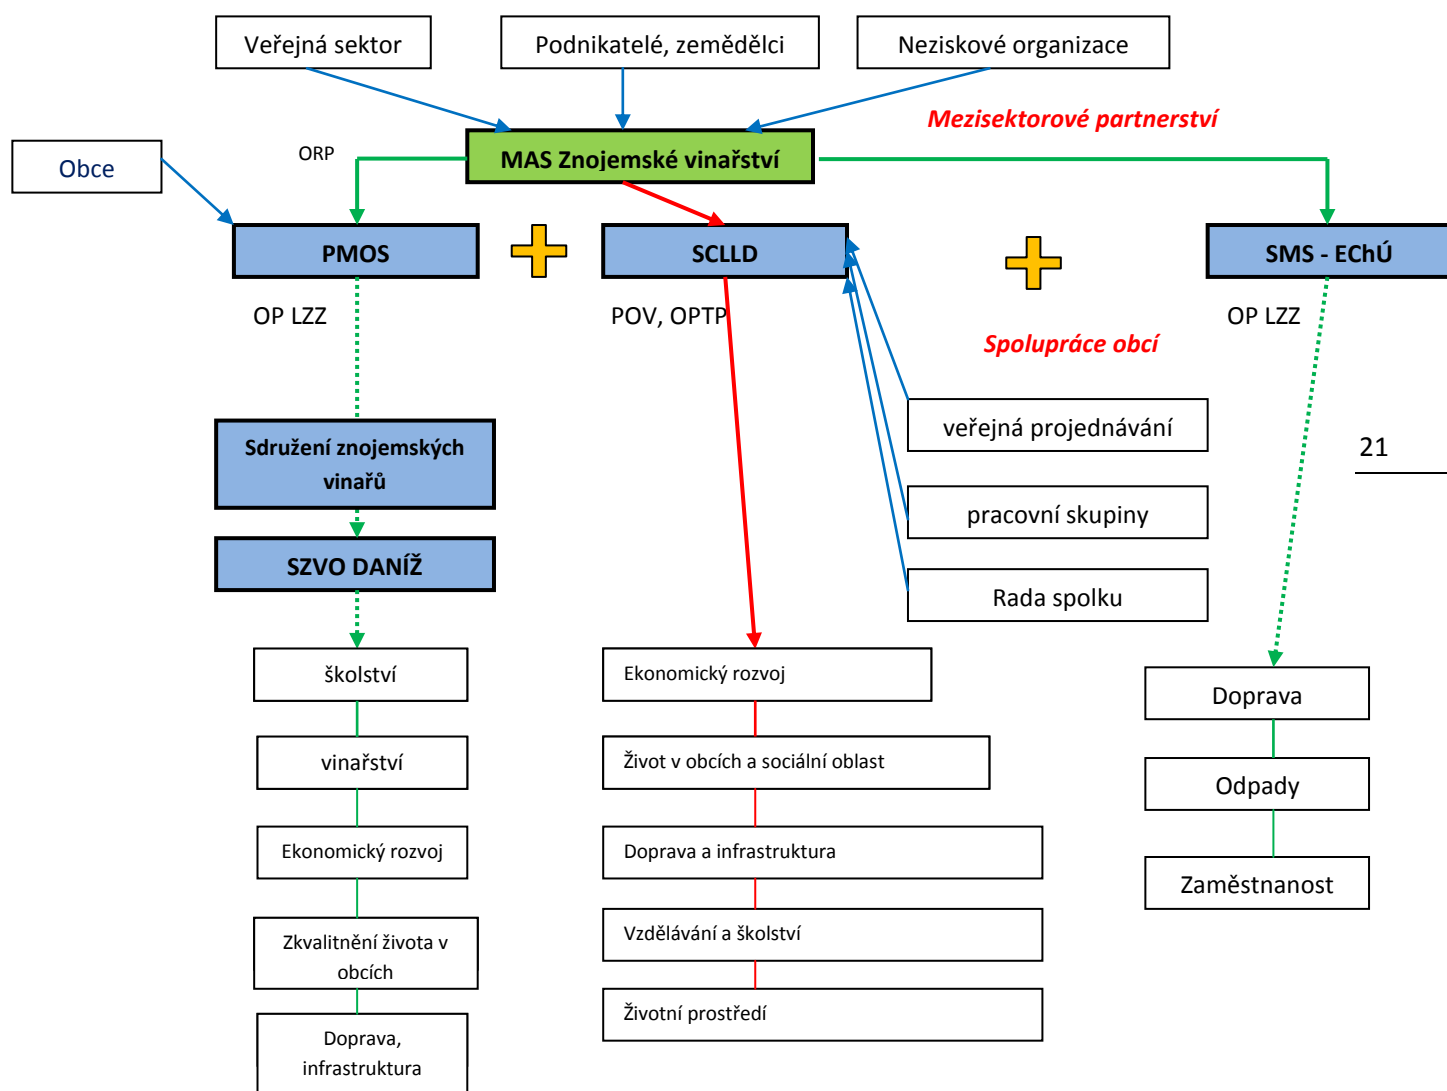 Veřejná sektor
Podnikatelé, zemědělci
Neziskové organizace
Mezisektorové partnerství
Obce
ORP
MAS Znojemské vinařství
PMOS
SCLLD
SMS - EChÚ
OP LZZ
POV, OPTP
OP LZZ
Spolupráce obcí
veřejná projednávání
21
Sdružení znojemských
vinařů
pracovní skupiny
SZVO DANÍŽ
Rada spolku
školství
Ekonomický rozvoj
Doprava
vinařství
Život v obcích a sociální oblast
Odpady
Ekonomický rozvoj
Doprava a infrastruktura
Zaměstnanost
Zkvalitnění života v
obcích
Vzdělávání a školství
Životní prostředí
Doprava,
infrastruktura